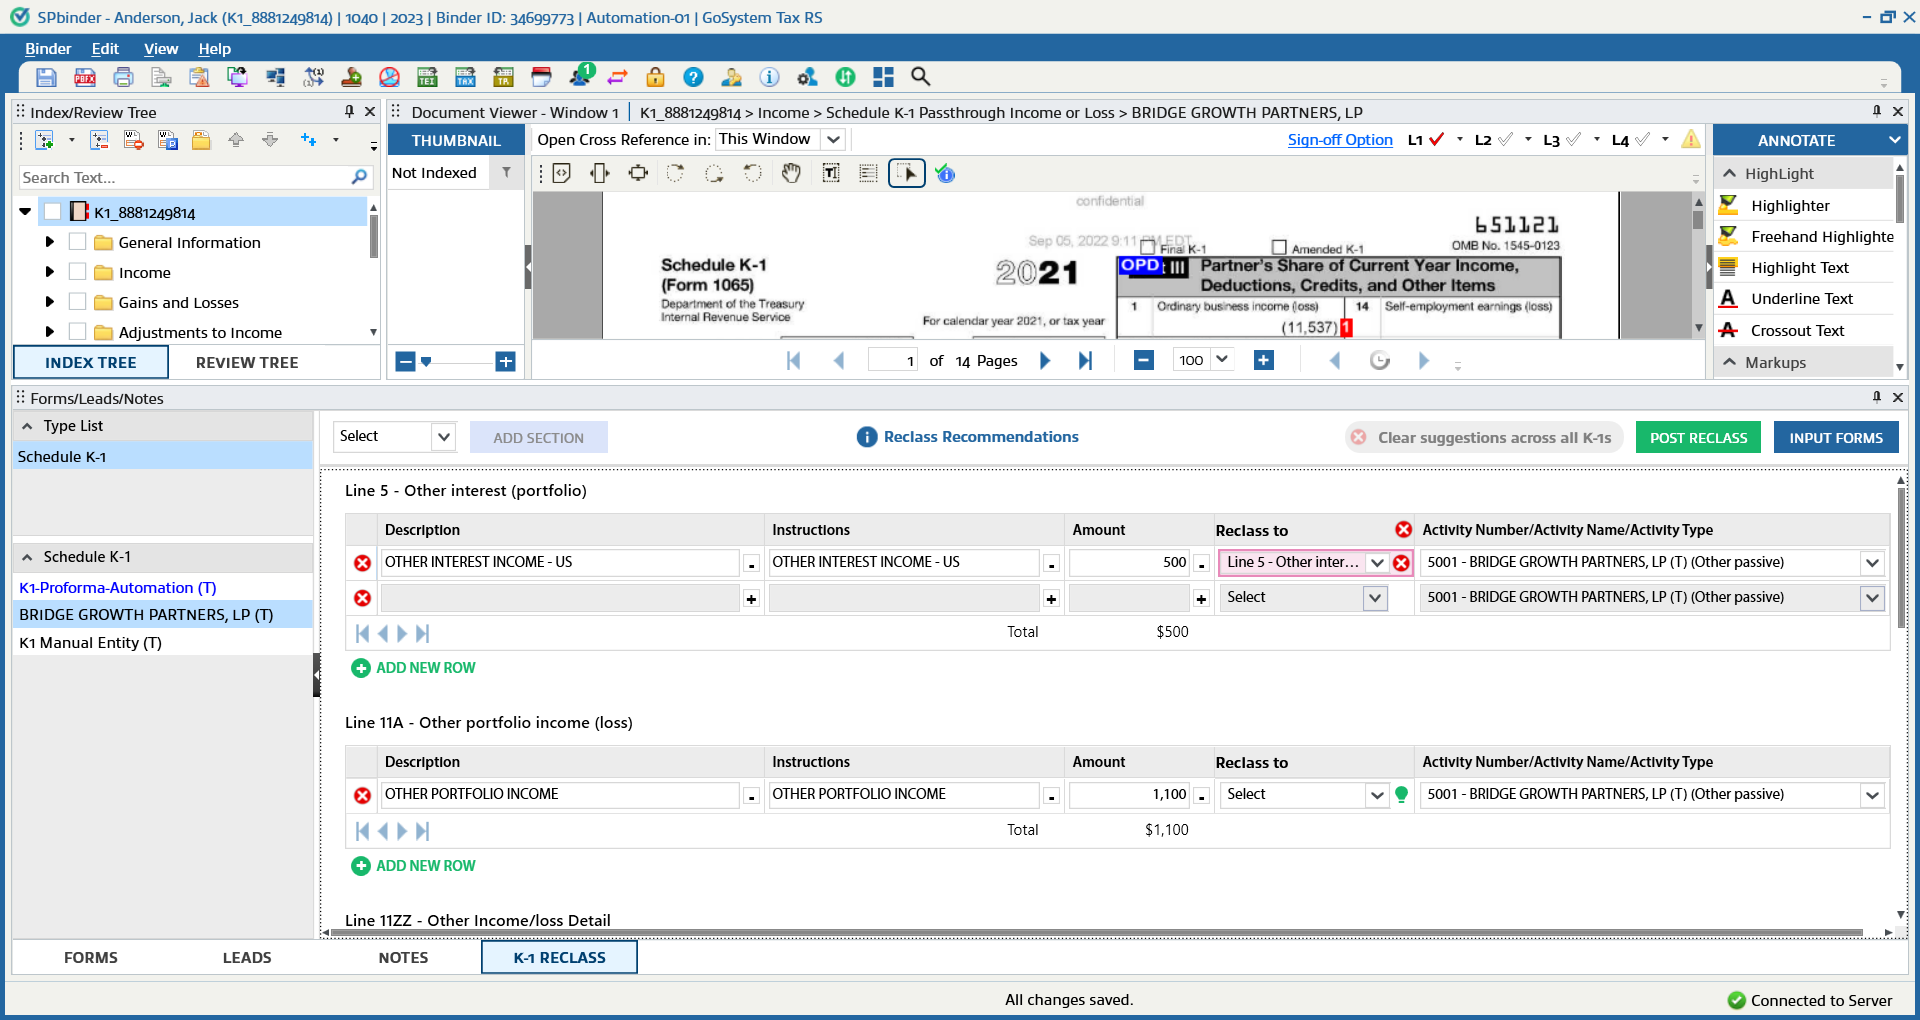 SPbinder - Anderson, Jack (K1_8881249814) | 1040 | 2023 | Binder ID: 34699773 | Automation-01 | GoSystem Tax RS
Binder Edit View Help
Index/Review Tree
Search Text...
K1_8881249814
General Information
Income
Gains and Losses
Adjustments to Income
INDEX TREE
REVIEW TREE
Document Viewer - Window 1 | K1_8881249814 > Income > Schedule K-1 Passthrough Income or Loss > BRIDGE GROWTH PARTNERS, LP
THUMBNAIL
Not Indexed
Open Cross Reference in: This Window
Sign-off Option L1 L2 L3 L4
confidential
651121
Sep 05, 2022 9:11 PM EDT
Final K-1
Amended K-1
OMB No. 1545-0123
Schedule K-1
(Form 1065)
2021
Department of the Treasury
Internal Revenue Service
For calendar year 2021, or tax year
OPD
III
Partner's Share of Current Year Income,
Deductions, Credits, and Other Items
1 Ordinary business income (loss)
14 Self-employment earnings (loss)
(11,537) 1
1 of 14 Pages
100
ANNOTATE
HighLight
Highlighter
Freehand Highlighte
Highlight Text
Underline Text
Crossout Text
Markups
Forms/Leads/Notes
Type List
Schedule K-1
Schedule K-1
K1-Proforma-Automation (T)
BRIDGE GROWTH PARTNERS, LP (T)
K1 Manual Entity (T)
Select
ADD SECTION
Reclass Recommendations
Clear suggestions across all K-1s
POST RECLASS
INPUT FORMS
Line 5 - Other interest (portfolio)
Description Instructions Amount Reclass to Activity Number/Activity Name/Activity Type
OTHER INTEREST INCOME - US - OTHER INTEREST INCOME - US - 500 - Line 5 - Other inter... 5001 - BRIDGE GROWTH PARTNERS, LP (T) (Other passive)
+ + + Select 5001 - BRIDGE GROWTH PARTNERS, LP (T) (Other passive)
Total $500
ADD NEW ROW
Line 11A - Other portfolio income (loss)
Description Instructions Amount Reclass to Activity Number/Activity Name/Activity Type
OTHER PORTFOLIO INCOME - OTHER PORTFOLIO INCOME - 1,100 - Select 5001 - BRIDGE GROWTH PARTNERS, LP (T) (Other passive)
Total $1,100
ADD NEW ROW
Line 11ZZ - Other Income/loss Detail
FORMS
LEADS
NOTES
K-1 RECLASS
All changes saved.
Connected to Server